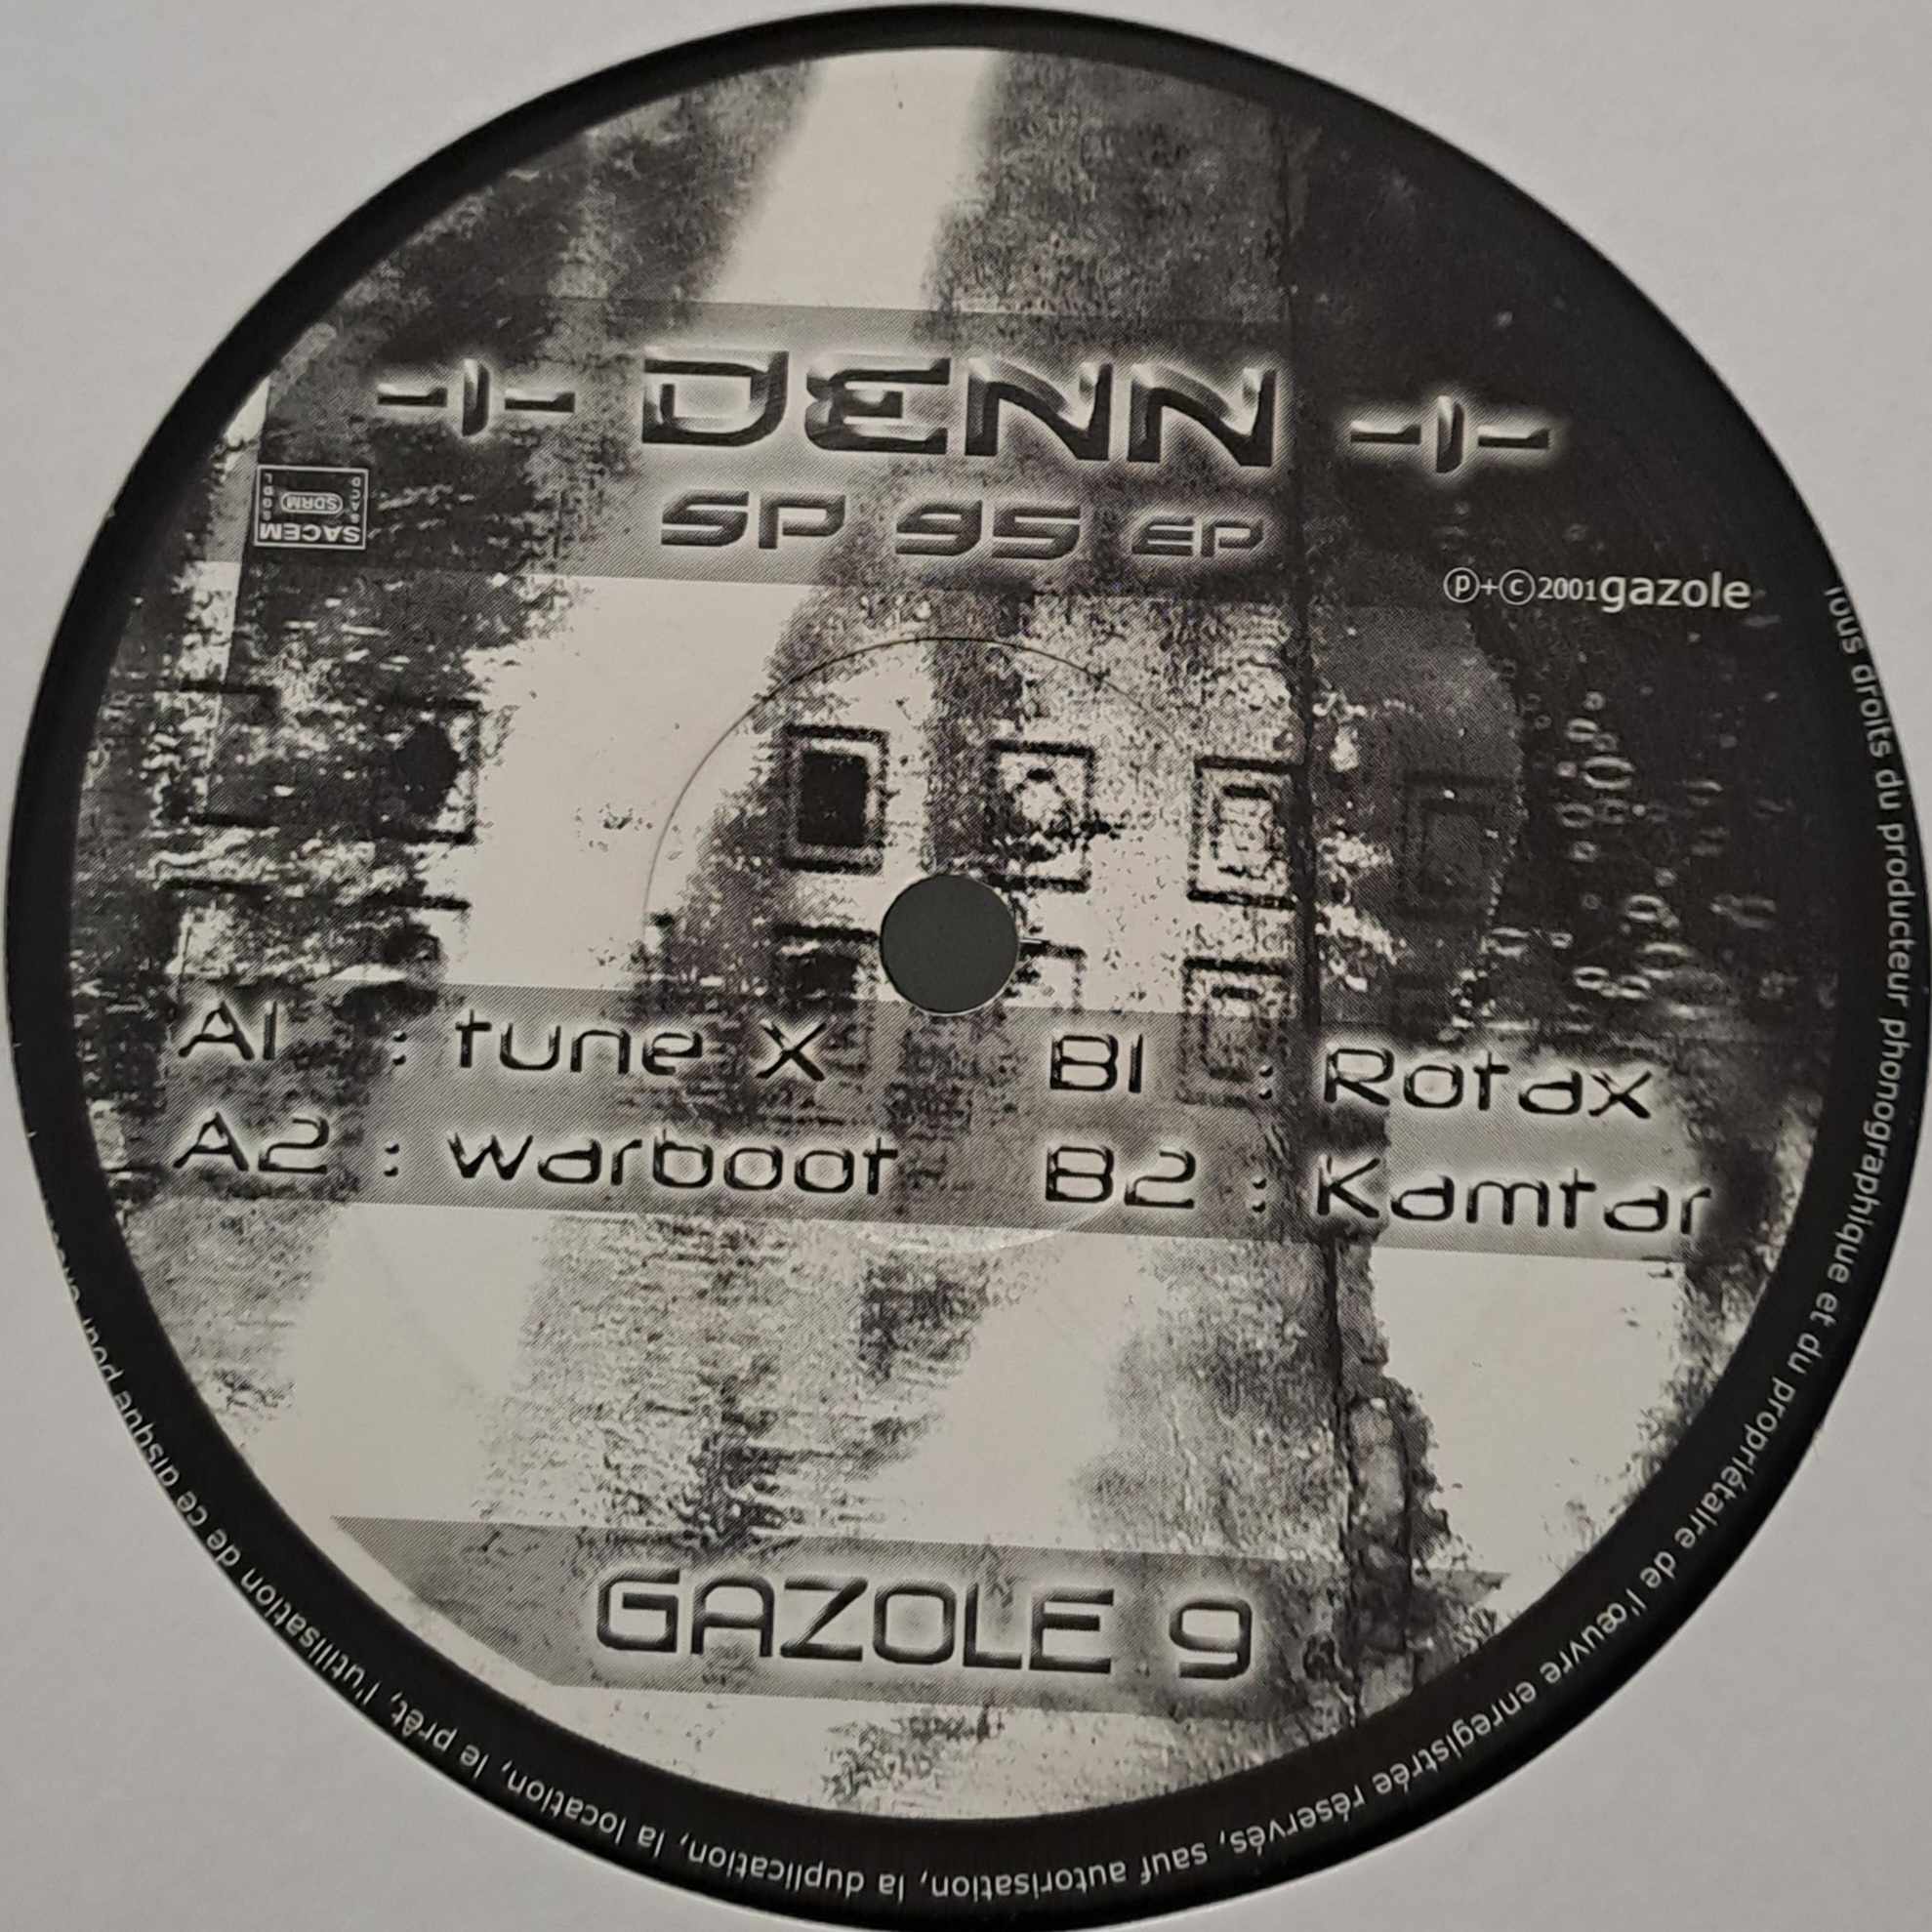 DENN
SP 95 EP
SACEM
SDRM
ⓟ+ⓒ2001gazole
A1 : tune X
A2 : warboot
B1 : Rotax
B2 : Kamtar
GAZOLE 9
Tous droits du producteur phonographique et du propriétaire de l'œuvre enregistrée réservés, sauf autorisation, la duplication, la location, le prêt, l'utilisation de ce disque pour